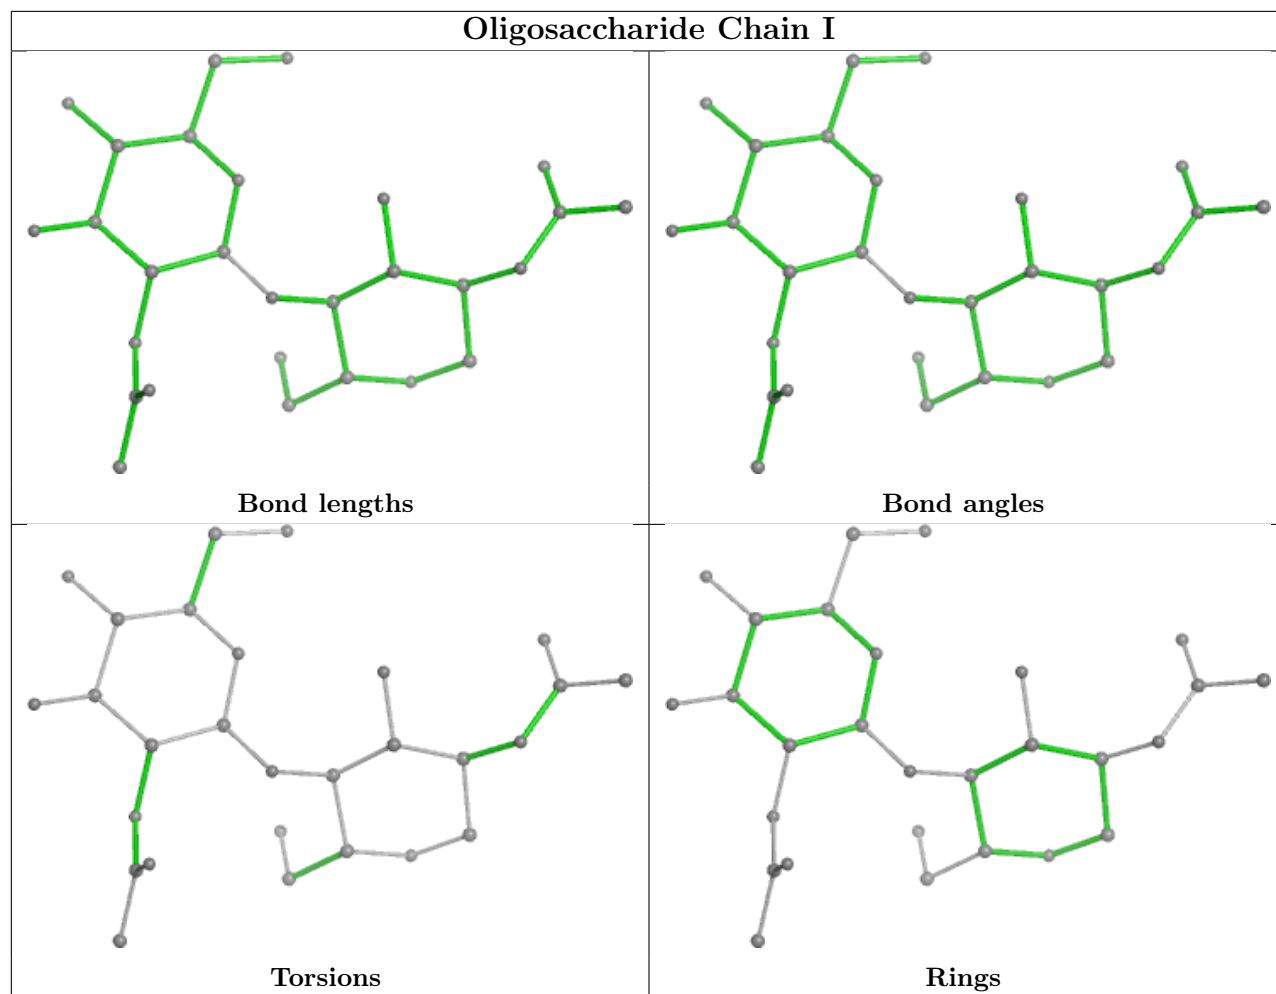 Oligosaccharide Chain I
Bond lengths
Bond angles
Torsions
Rings